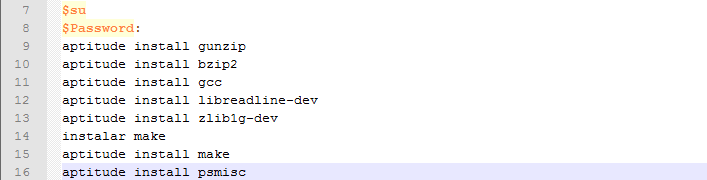 7 $su
8 $Password:
9 aptitude install gunzip
10 aptitude install bzip2
11 aptitude install gcc
12 aptitude install libreadline-dev
13 aptitude install zlib1g-dev
14 instalar make
15 aptitude install make
16 aptitude install psmisc